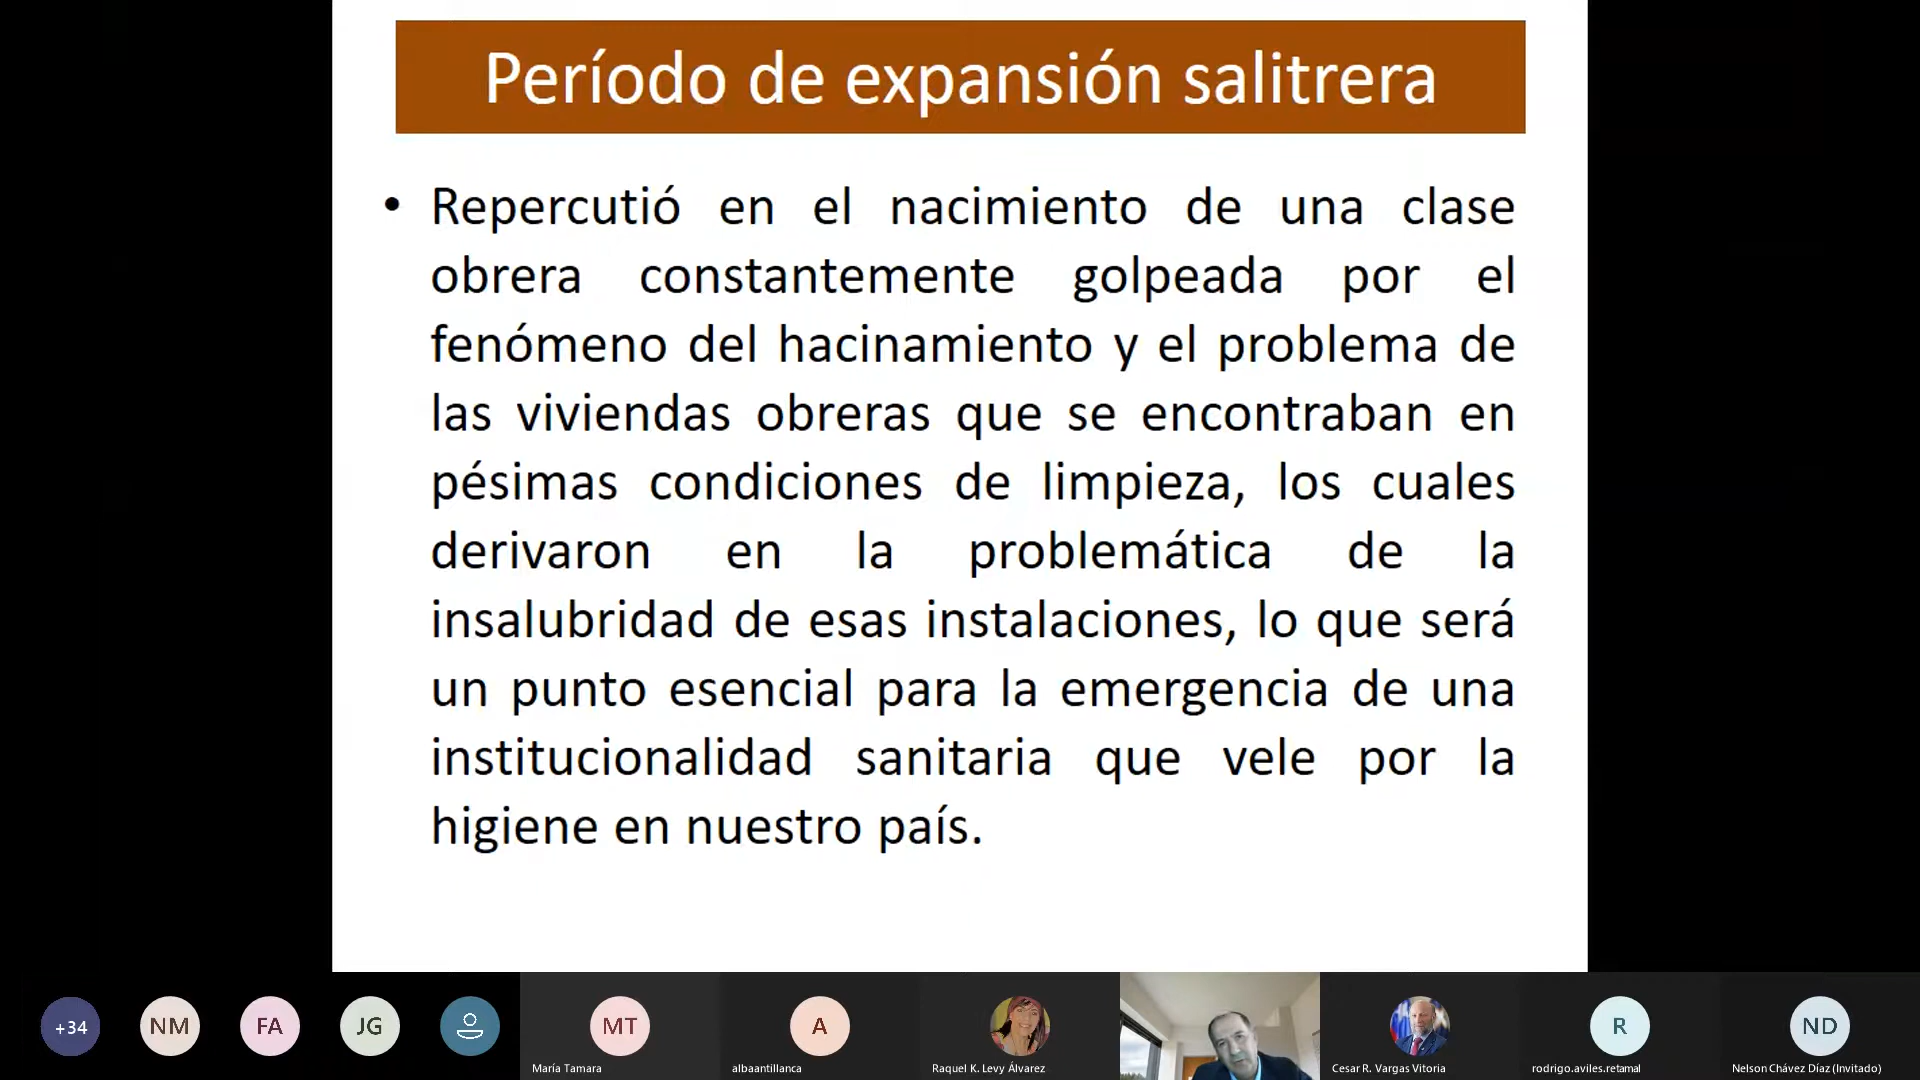 Período de expansión salitrera
• Repercutió en el nacimiento de una clase
obrera constantemente golpeada por el
fenómeno del hacinamiento y el problema de
las viviendas obreras que se encontraban en
pésimas condiciones de limpieza, los cuales
derivaron en la problemática de la
insalubridad de esas instalaciones, lo que será
un punto esencial para la emergencia de una
institucionalidad sanitaria que vele por la
higiene en nuestro país.
+34
NM
FA
JG
MT
A
R
ND
María Tamara
albaantillanca
Raquel K. Levy Álvarez
Cesar R. Vargas Vitoria
rodrigo.aviles.retamal
Nelson Chávez Díaz (Invitado)